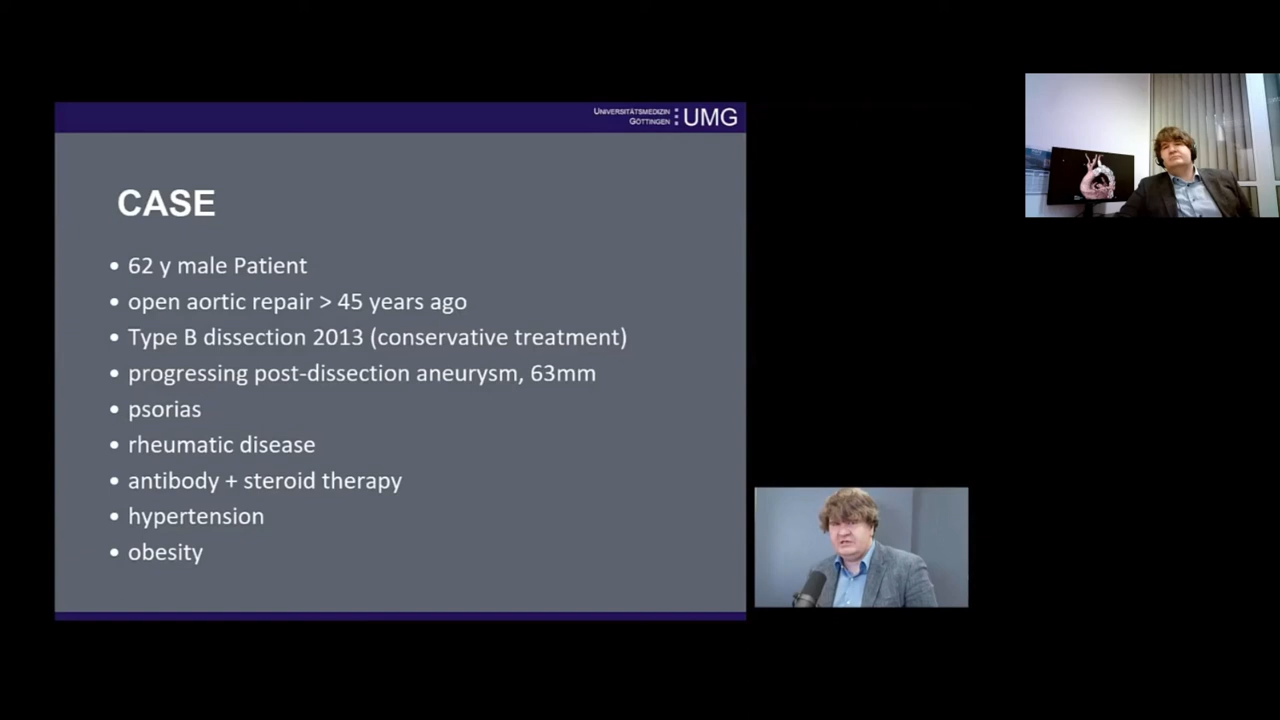 UNIVERSITÄTSMEDIZIN
GÖTTINGEN
UMG
CASE
• 62 y male Patient
• open aortic repair > 45 years ago
• Type B dissection 2013 (conservative treatment)
• progressing post-dissection aneurysm, 63mm
• psorias
• rheumatic disease
• antibody + steroid therapy
• hypertension
• obesity